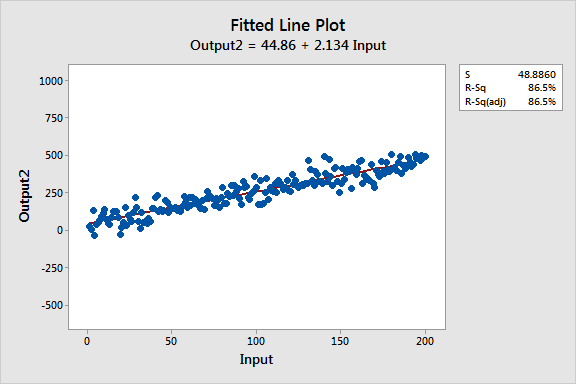 Fitted Line Plot
Output2 = 44.86 + 2.134 Input
S 48.8860
R-Sq 86.5%
R-Sq(adj) 86.5%
1000
750
500
250
0
-250
-500
Output2
0 50 100 150 200
Input